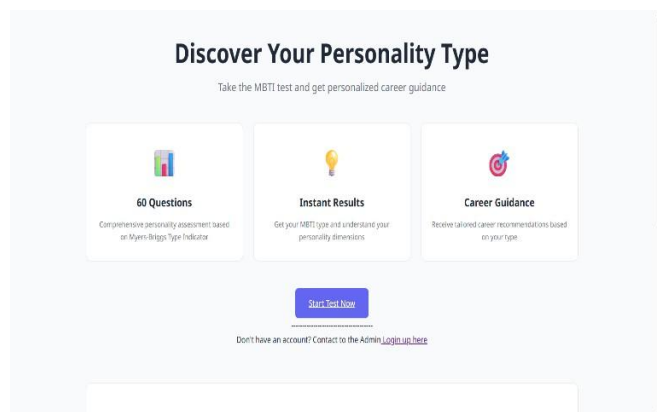 Discover Your Personality Type
Take the MBTI test and get personalized career guidance
60 Questions
Comprehensive personality assessment based
on Myers-Briggs Type Indicator
Instant Results
Get your MBTI type and understand your
personality dimensions
Career Guidance
Receive tailored career recommendations based
on your type
Start Test Now
--------------------------------
Don't have an account? Contact to the Admin Login up here